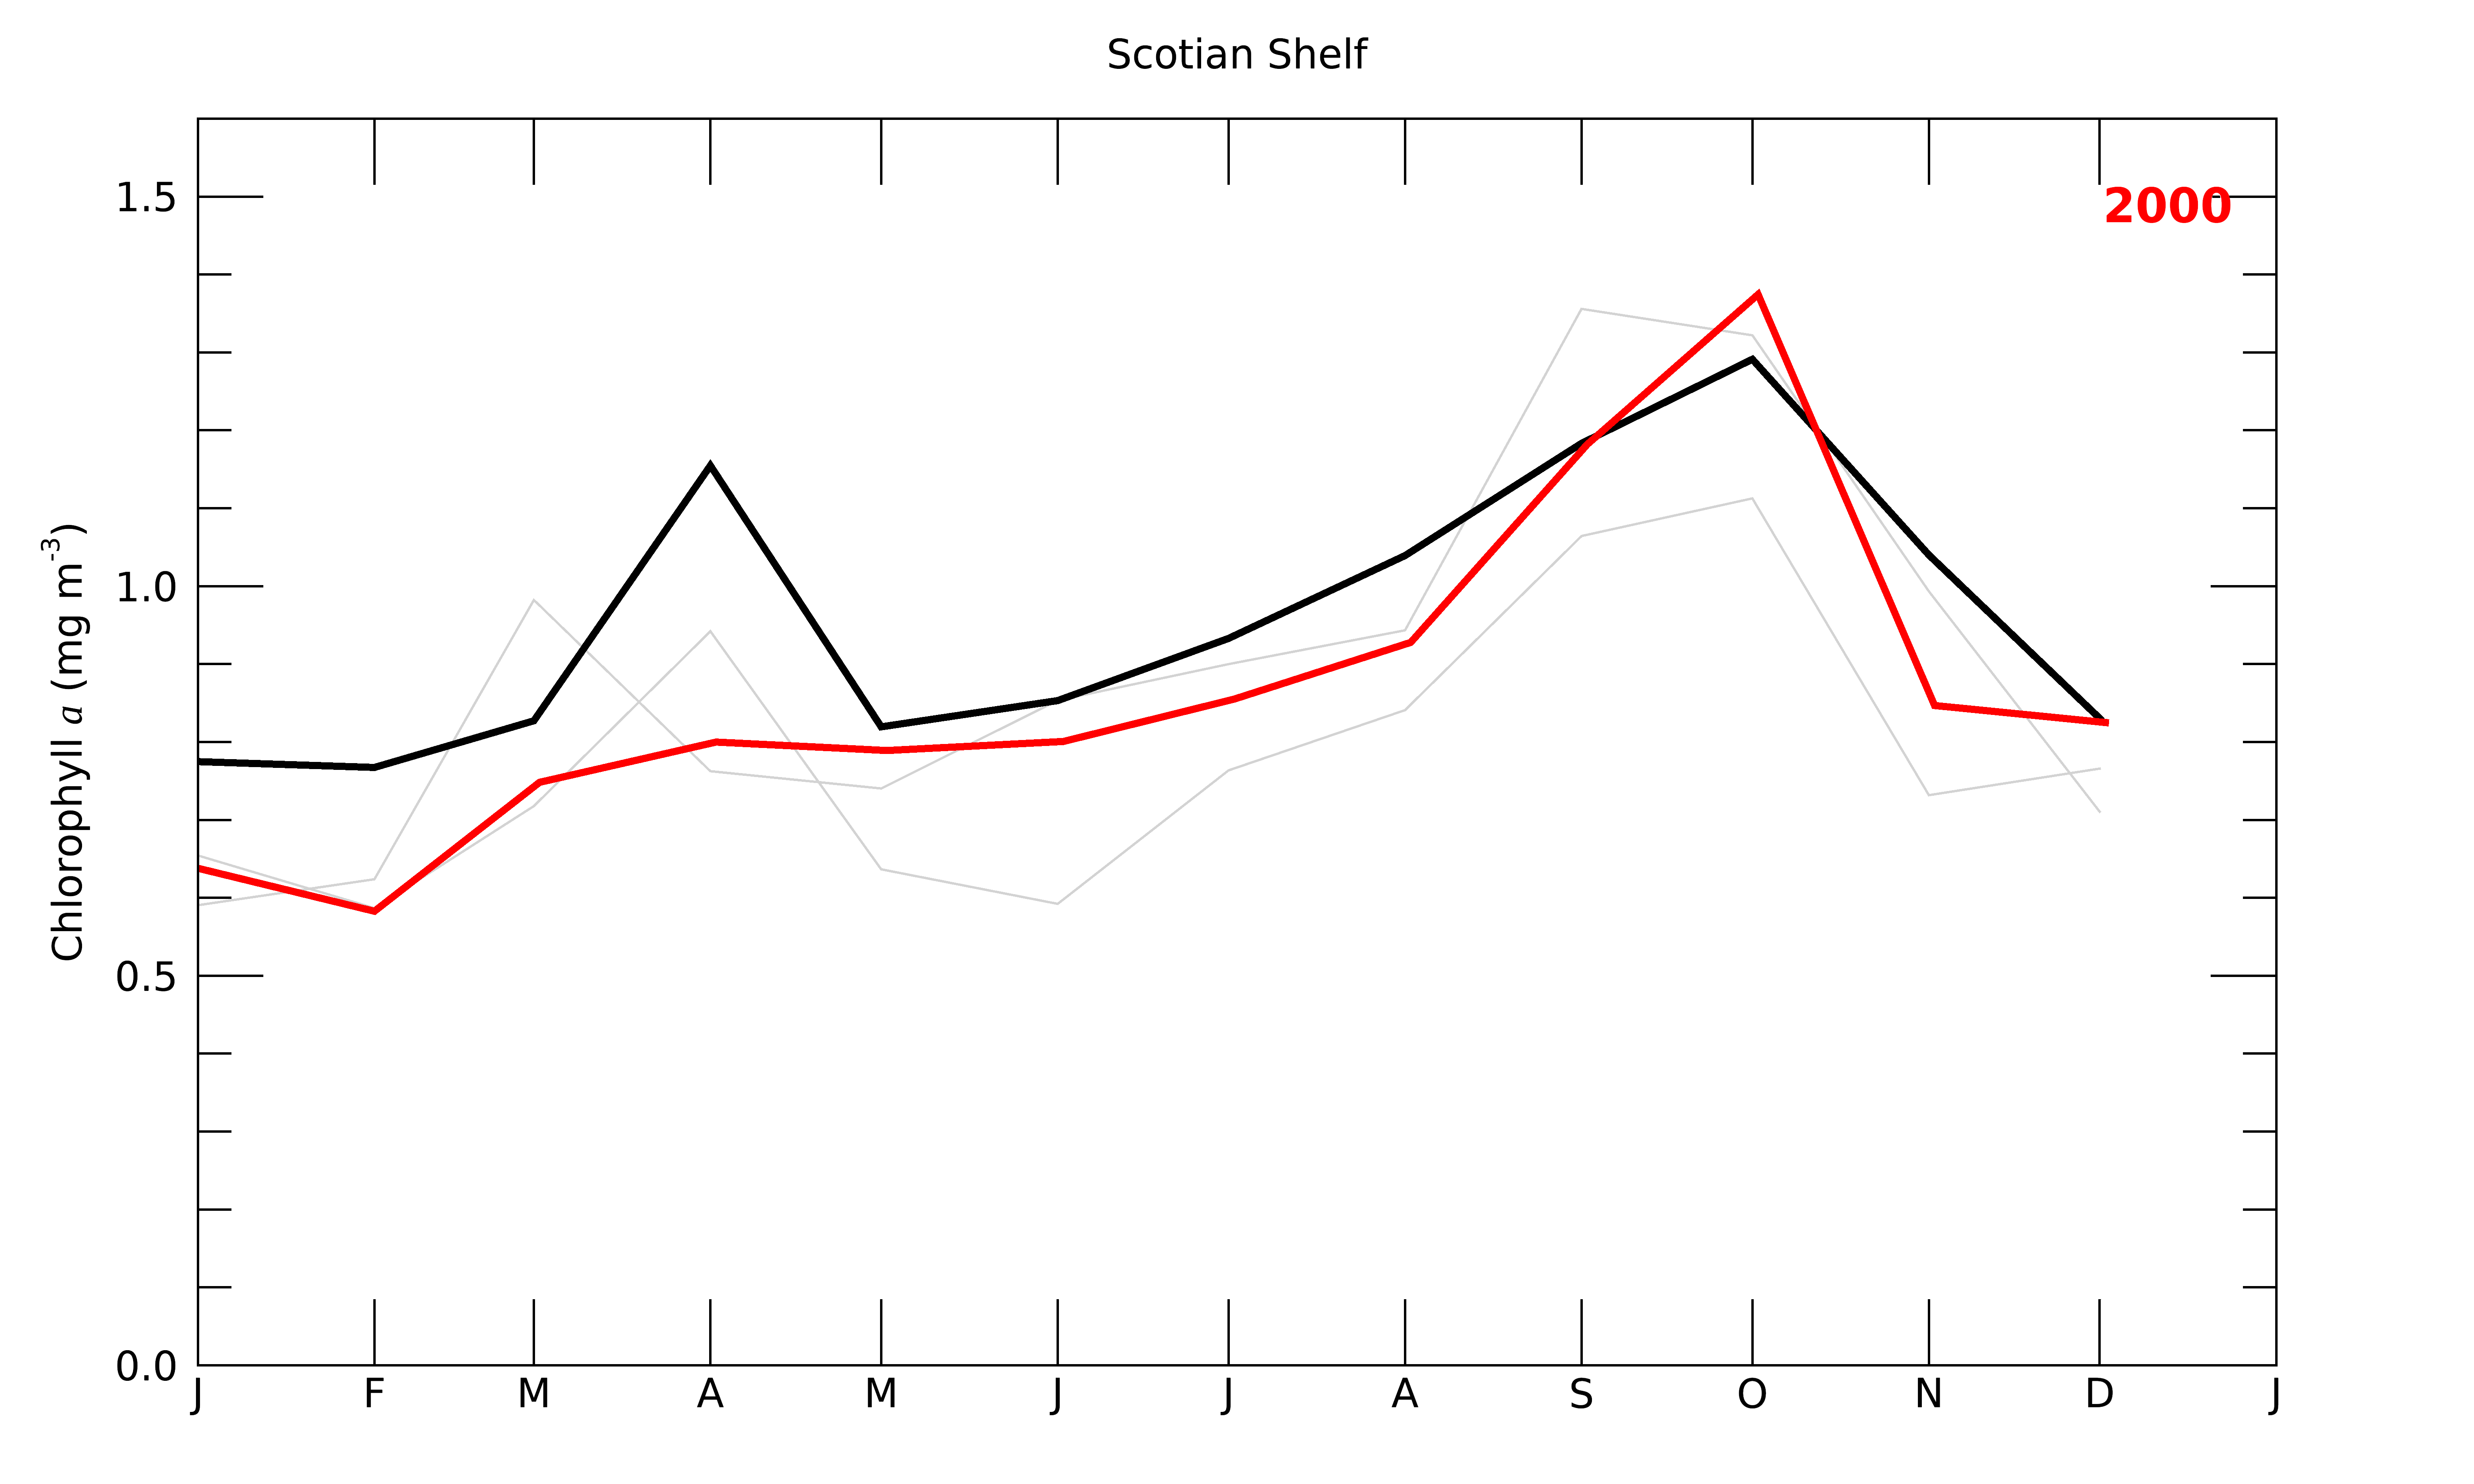 Scotian Shelf
1.5
2000
1.0
0.5
0.0
Chlorophyll a (mg m⁻³)
J F M A M J J A S O N D J